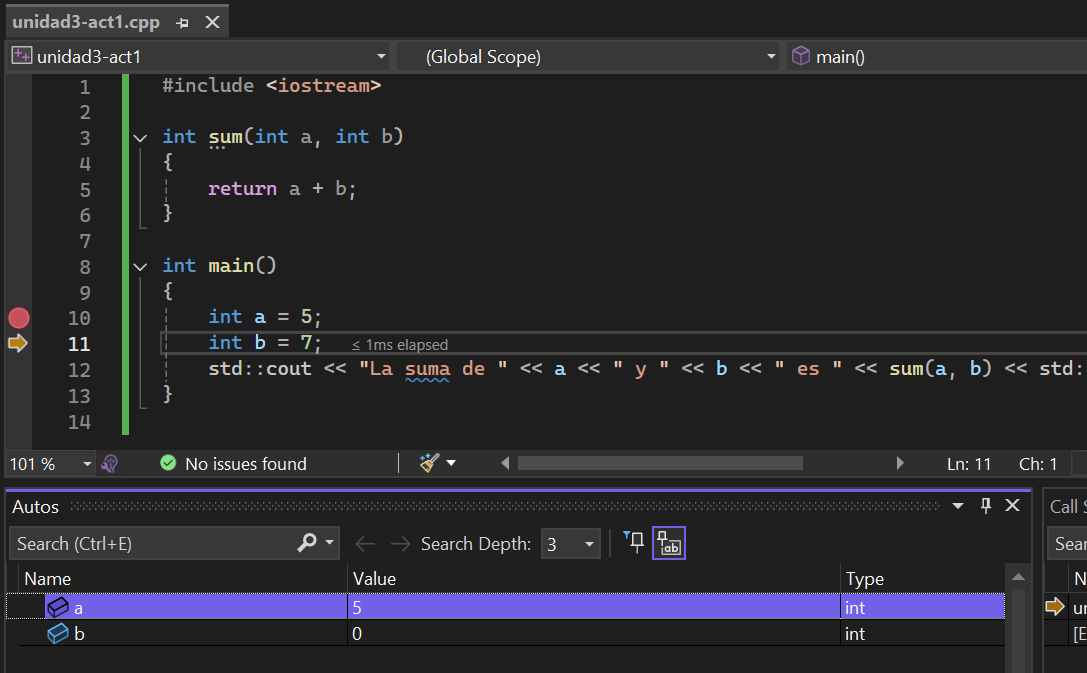 unidad3-act1.cpp
unidad3-act1 (Global Scope) main()
1 #include <iostream>
2
3 int sum(int a, int b)
4 {
5 return a + b;
6 }
7
8 int main()
9 {
10 int a = 5;
11 int b = 7; ≤ 1ms elapsed
12 std::cout << "La suma de " << a << " y " << b << " es " << sum(a, b) << std:
13 }
14
101 % No issues found Ln: 11 Ch: 1
Autos
Search (Ctrl+E) Search Depth: 3
Name Value Type
a 5 int
b 0 int
Call S
Sear
N
un
[E